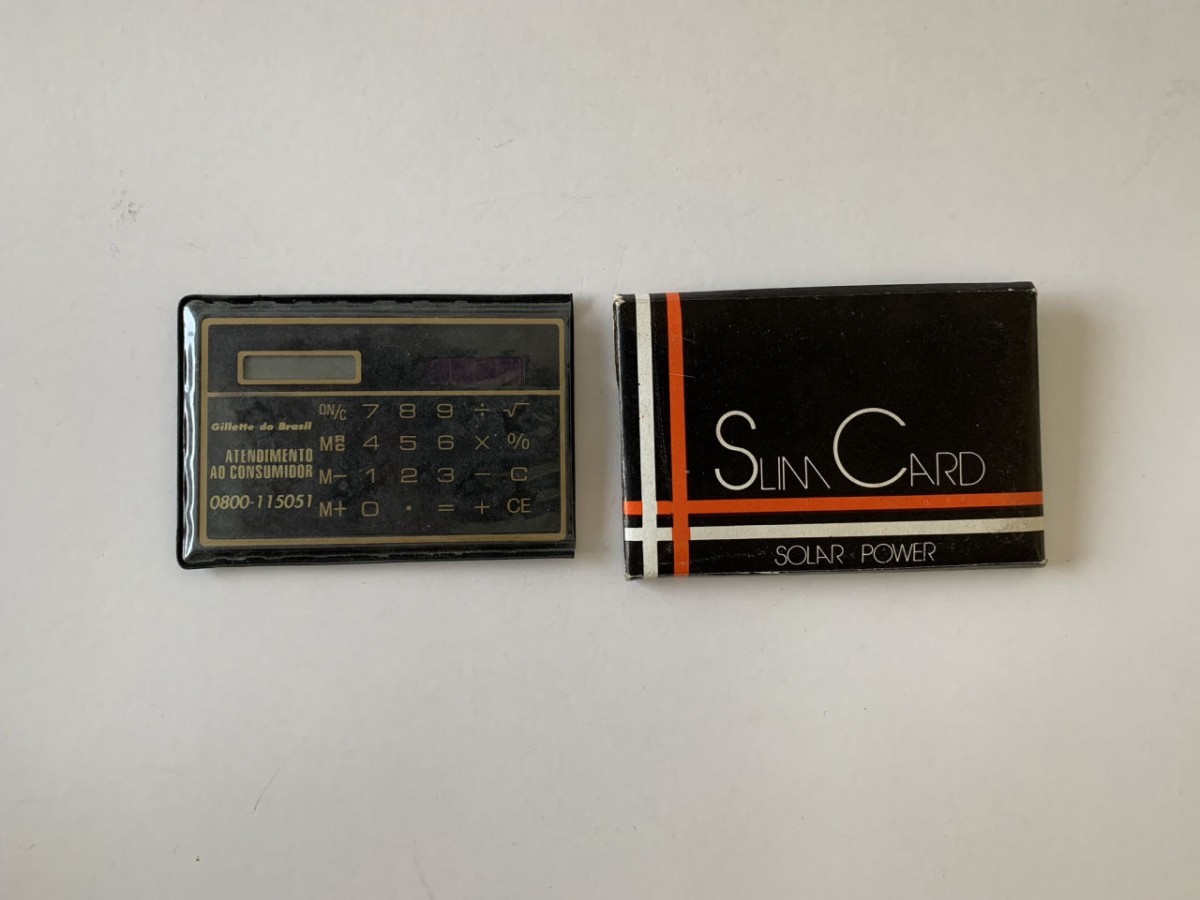 Gillette do Brasil
ATENDIMENTO
AO CONSUMIDOR
0800-115051
ON/C 7 8 9 ÷ √
MRC 4 5 6 × %
M− 1 2 3 − C
M+ 0 . = + CE
SLIM CARD
SOLAR POWER